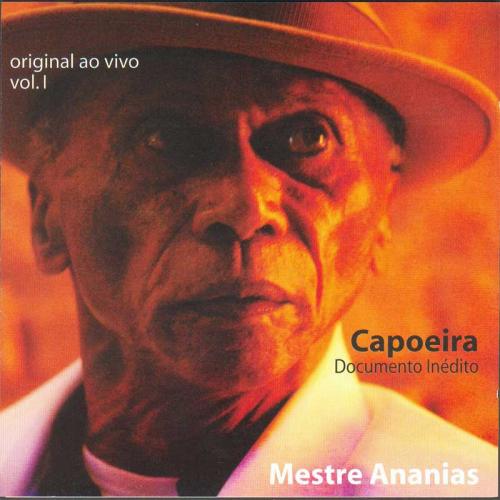 original ao vivo
vol. I
Capoeira
Documento Inédito
Mestre Ananias